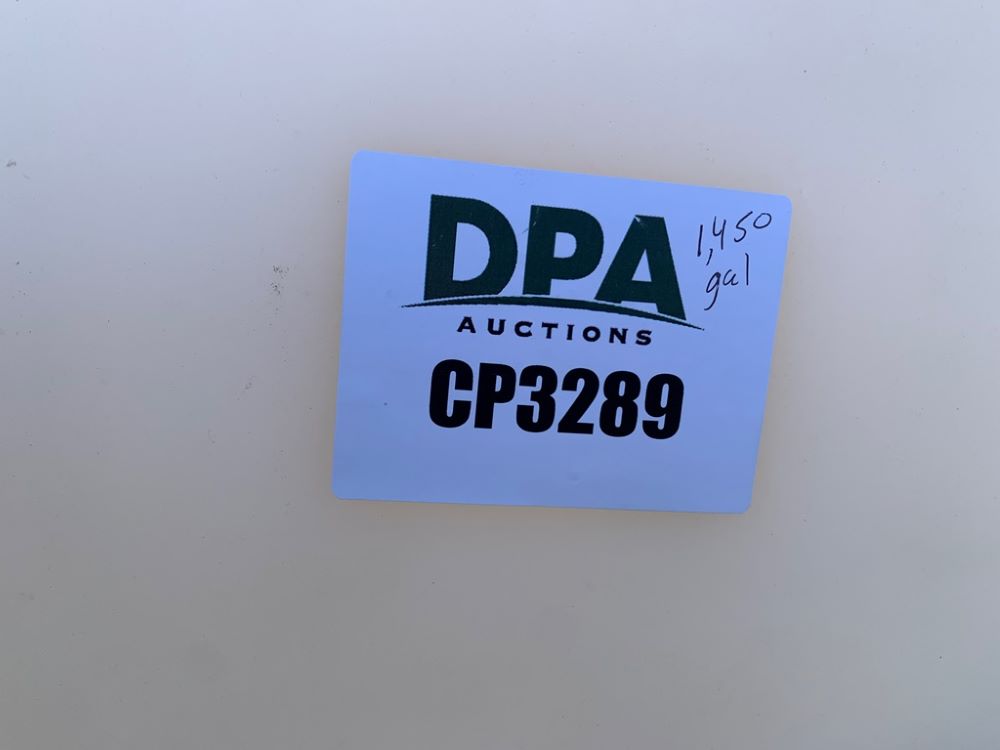 DPA
1,450
gal
AUCTIONS
CP3289